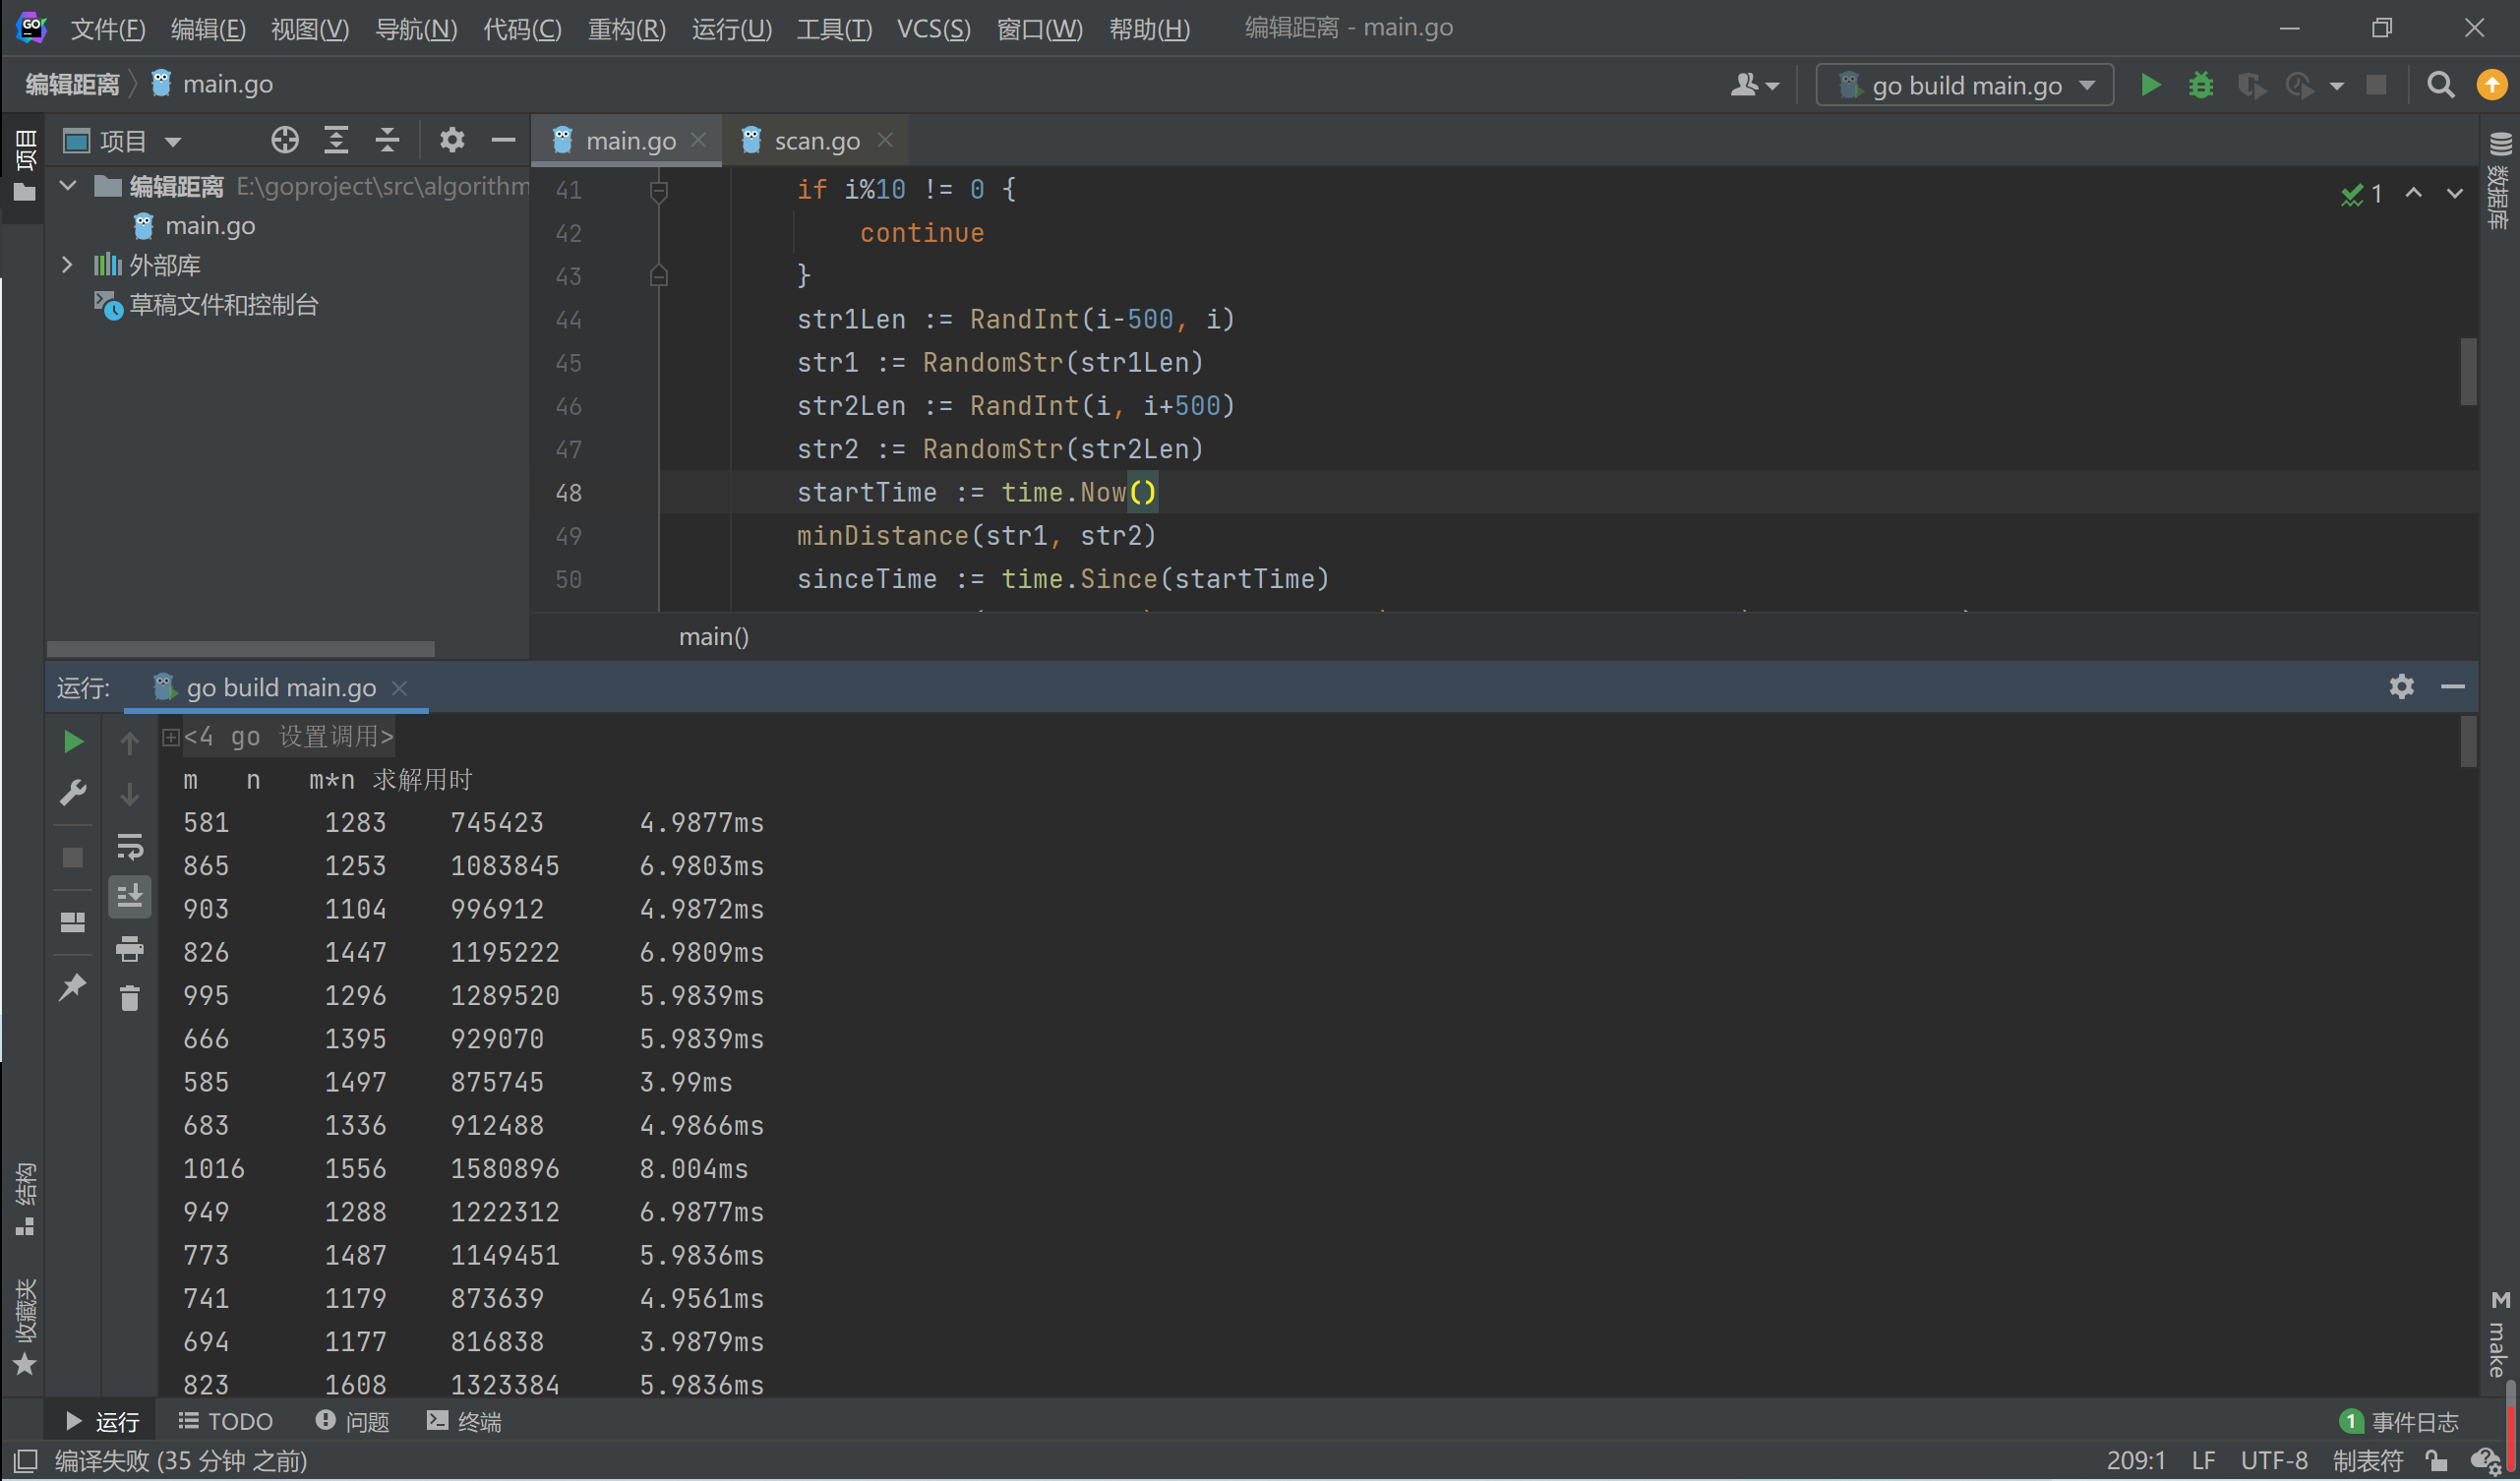 文件(F) 编辑(E) 视图(V) 导航(N) 代码(C) 重构(R) 运行(U) 工具(T) VCS(S) 窗口(W) 帮助(H) 编辑距离 - main.go
编辑距离 main.go
go build main.go
项目
项目
main.go
scan.go
编辑距离 E:\goproject\src\algorithm
main.go
外部库
草稿文件和控制台
41 if i%10 != 0 {
42 continue
43 }
44 str1Len := RandInt(i-500, i)
45 str1 := RandomStr(str1Len)
46 str2Len := RandInt(i, i+500)
47 str2 := RandomStr(str2Len)
48 startTime := time.Now()
49 minDistance(str1, str2)
50 sinceTime := time.Since(startTime)
1
数据库
main()
运行: go build main.go
<4 go 设置调用>
m n m*n 求解用时
581 1283 745423 4.9877ms
865 1253 1083845 6.9803ms
903 1104 996912 4.9872ms
826 1447 1195222 6.9809ms
995 1296 1289520 5.9839ms
666 1395 929070 5.9839ms
585 1497 875745 3.99ms
683 1336 912488 4.9866ms
1016 1556 1580896 8.004ms
949 1288 1222312 6.9877ms
773 1487 1149451 5.9836ms
741 1179 873639 4.9561ms
694 1177 816838 3.9879ms
823 1608 1323384 5.9836ms
结构
收藏夹
make
运行 TODO 问题 终端 1 事件日志
编译失败 (35 分钟 之前) 209:1 LF UTF-8 制表符